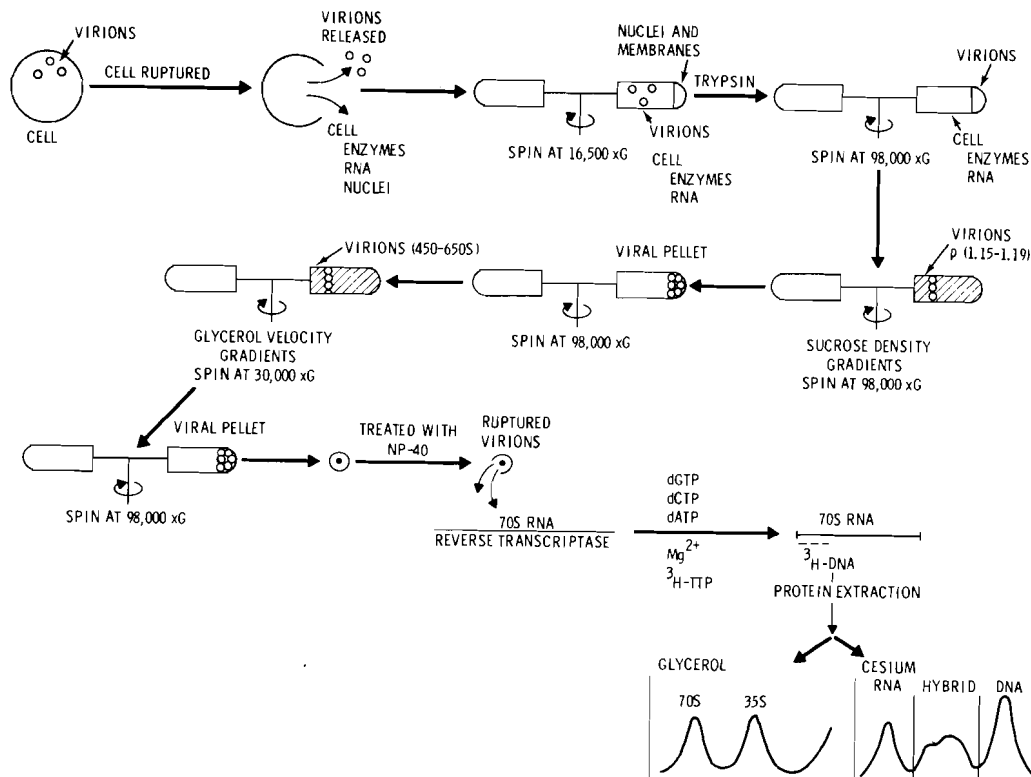 VIRIONS
CELL RUPTURED
CELL
VIRIONS
RELEASED
CELL
ENZYMES
RNA
NUCLEI
NUCLEI AND
MEMBRANES
VIRIONS
SPIN AT 16,500 xG
CELL
ENZYMES
RNA
TRYPSIN
VIRIONS
SPIN AT 98,000 xG
CELL
ENZYMES
RNA
VIRIONS
ρ (1.15-1.19)
SUCROSE DENSITY
GRADIENTS
SPIN AT 98,000 xG
VIRAL PELLET
SPIN AT 98,000 xG
VIRIONS (450-650S)
GLYCEROL VELOCITY
GRADIENTS
SPIN AT 30,000 xG
VIRAL PELLET
SPIN AT 98,000 xG
TREATED WITH
NP-40
RUPTURED
VIRIONS
70S RNA
REVERSE TRANSCRIPTASE
dGTP
dCTP
dATP
Mg²⁺
³H-TTP
70S RNA
³H-DNA
PROTEIN EXTRACTION
GLYCEROL
70S 35S
CESIUM
RNA HYBRID DNA